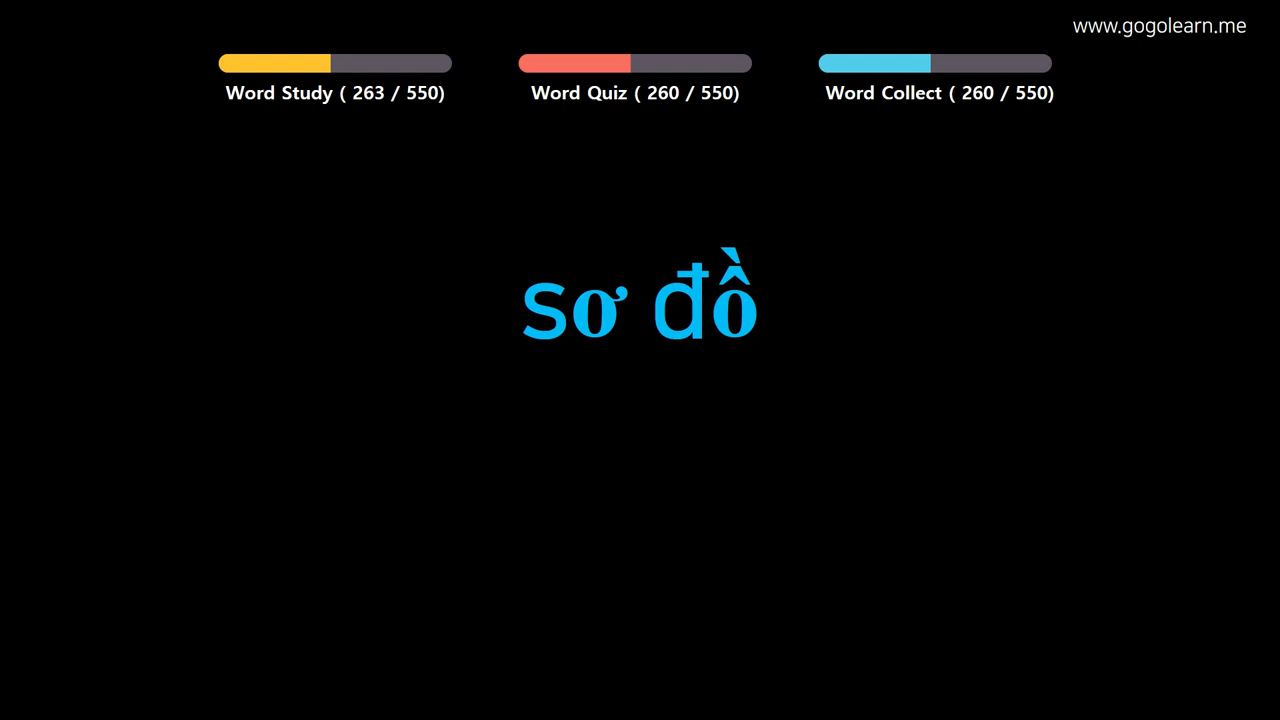 www.gogolearn.me
Word Study ( 263 / 550)
Word Quiz ( 260 / 550)
Word Collect ( 260 / 550)
sơ đồ